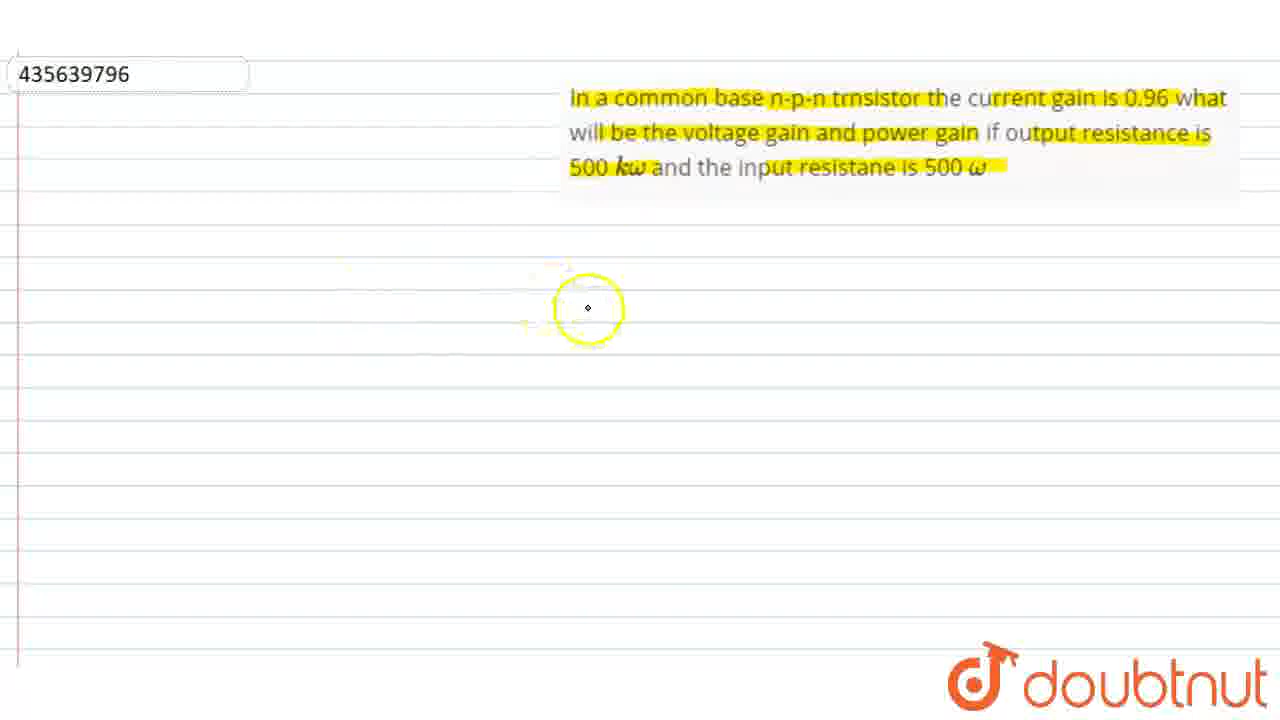 435639796
In a common base n-p-n trnsistor the current gain is 0.96 what
will be the voltage gain and power gain if output resistance is
500 kω and the input resistane is 500 ω
doubtnut